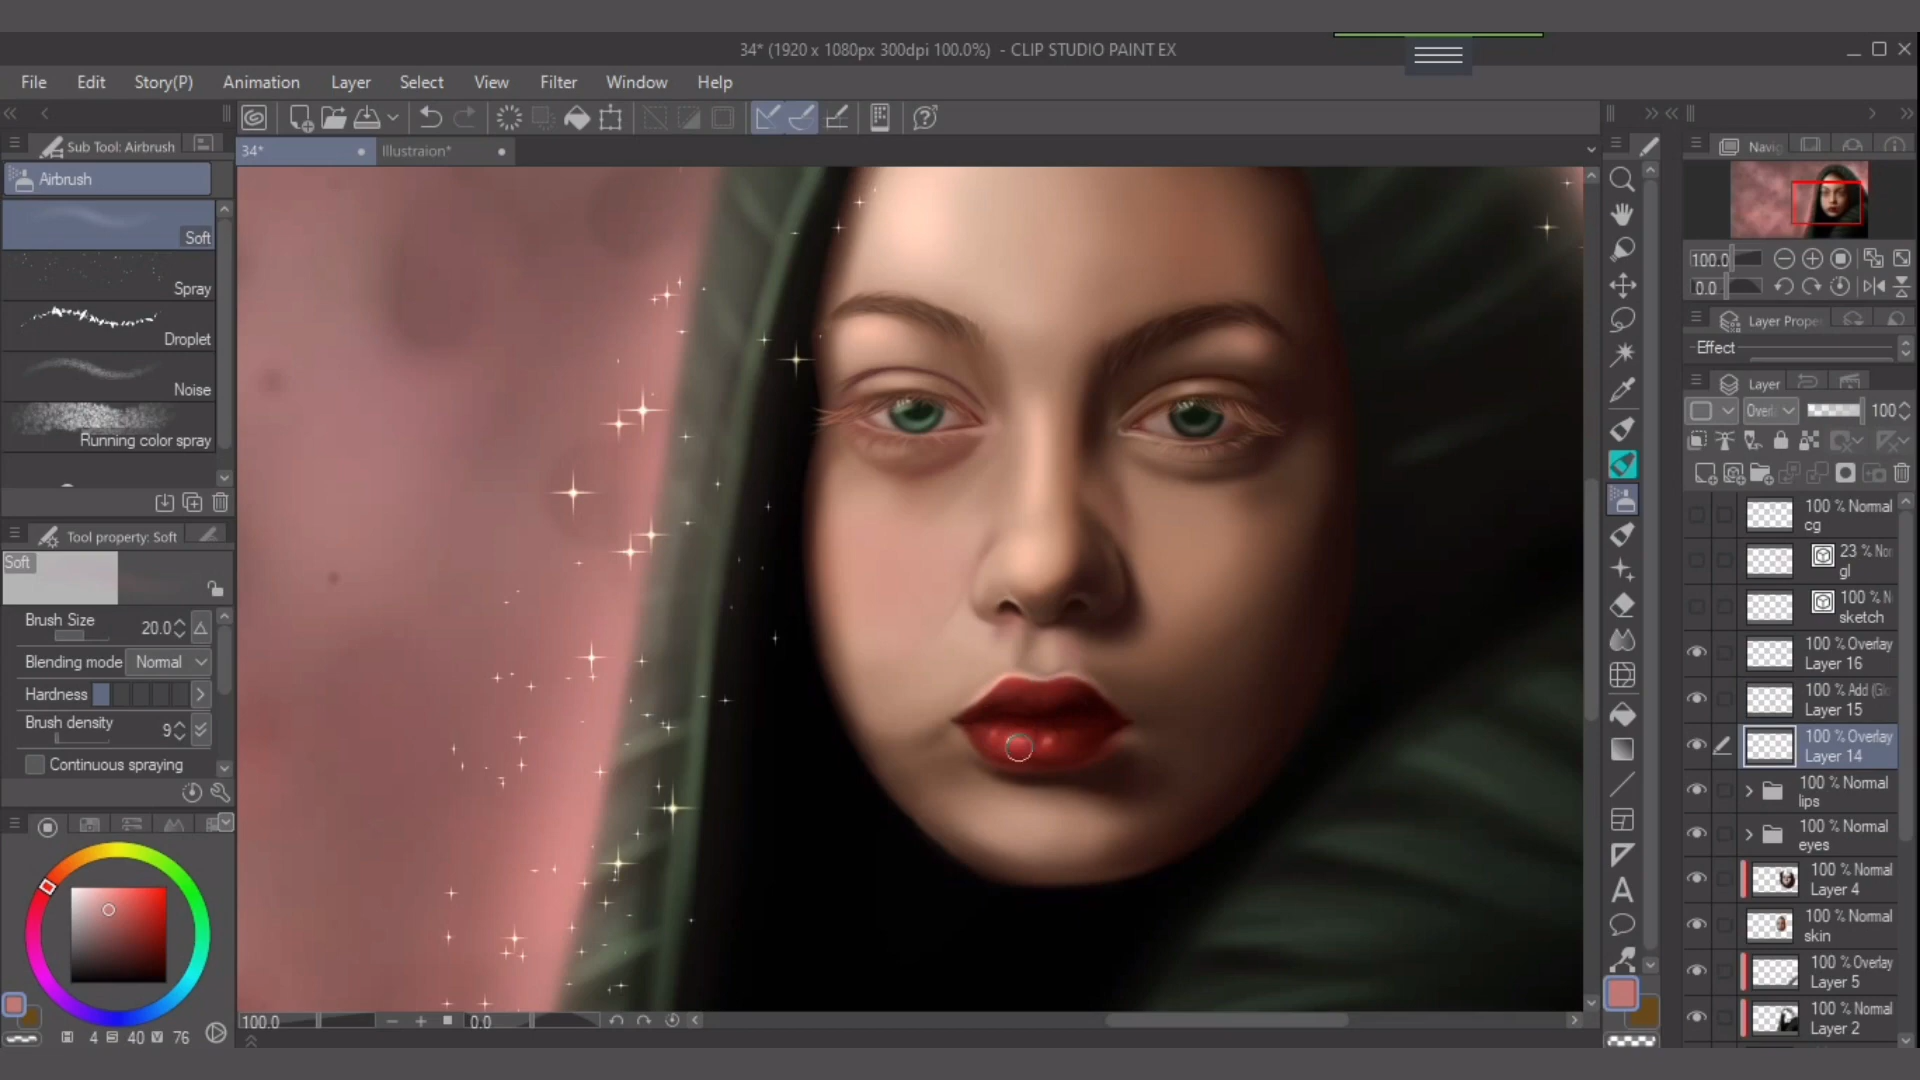 34* (1920 x 1080px 300dpi 100.0%)  - CLIP STUDIO PAINT EX
File Edit Story(P) Animation Layer Select View Filter Window Help
Sub Tool: Airbrush
34*
Illustraion*
Airbrush
Soft
Spray
Droplet
Noise
Running color spray
Tool property: Soft
Soft
Brush Size 20.0
Blending mode Normal
Hardness
Brush density 9
Continuous spraying
4 40 76
100.0 0.0
A
Navig
100.0
0.0
Layer Prope
Effect
Layer
Over 100
100 % Normal
cg
23 % No
gl
100 % N
sketch
100 % Overlay
Layer 16
100 % Add (Glo
Layer 15
100 % Overlay
Layer 14
100 % Normal
lips
100 % Normal
eyes
100 % Normal
Layer 4
100 % Normal
skin
100 % Overlay
Layer 5
100 % Normal
Layer 2